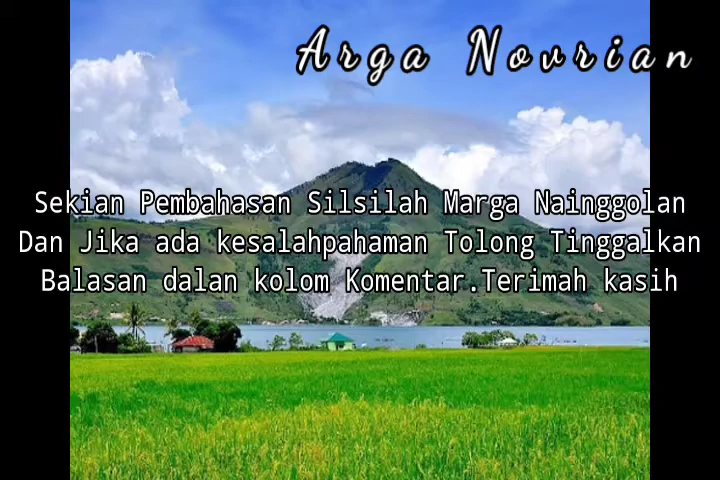 Arga Novrian
Sekian Pembahasan Silsilah Marga Nainggolan
Dan Jika ada kesalahpahaman Tolong Tinggalkan
Balasan dalan kolom Komentar.Terimah kasih